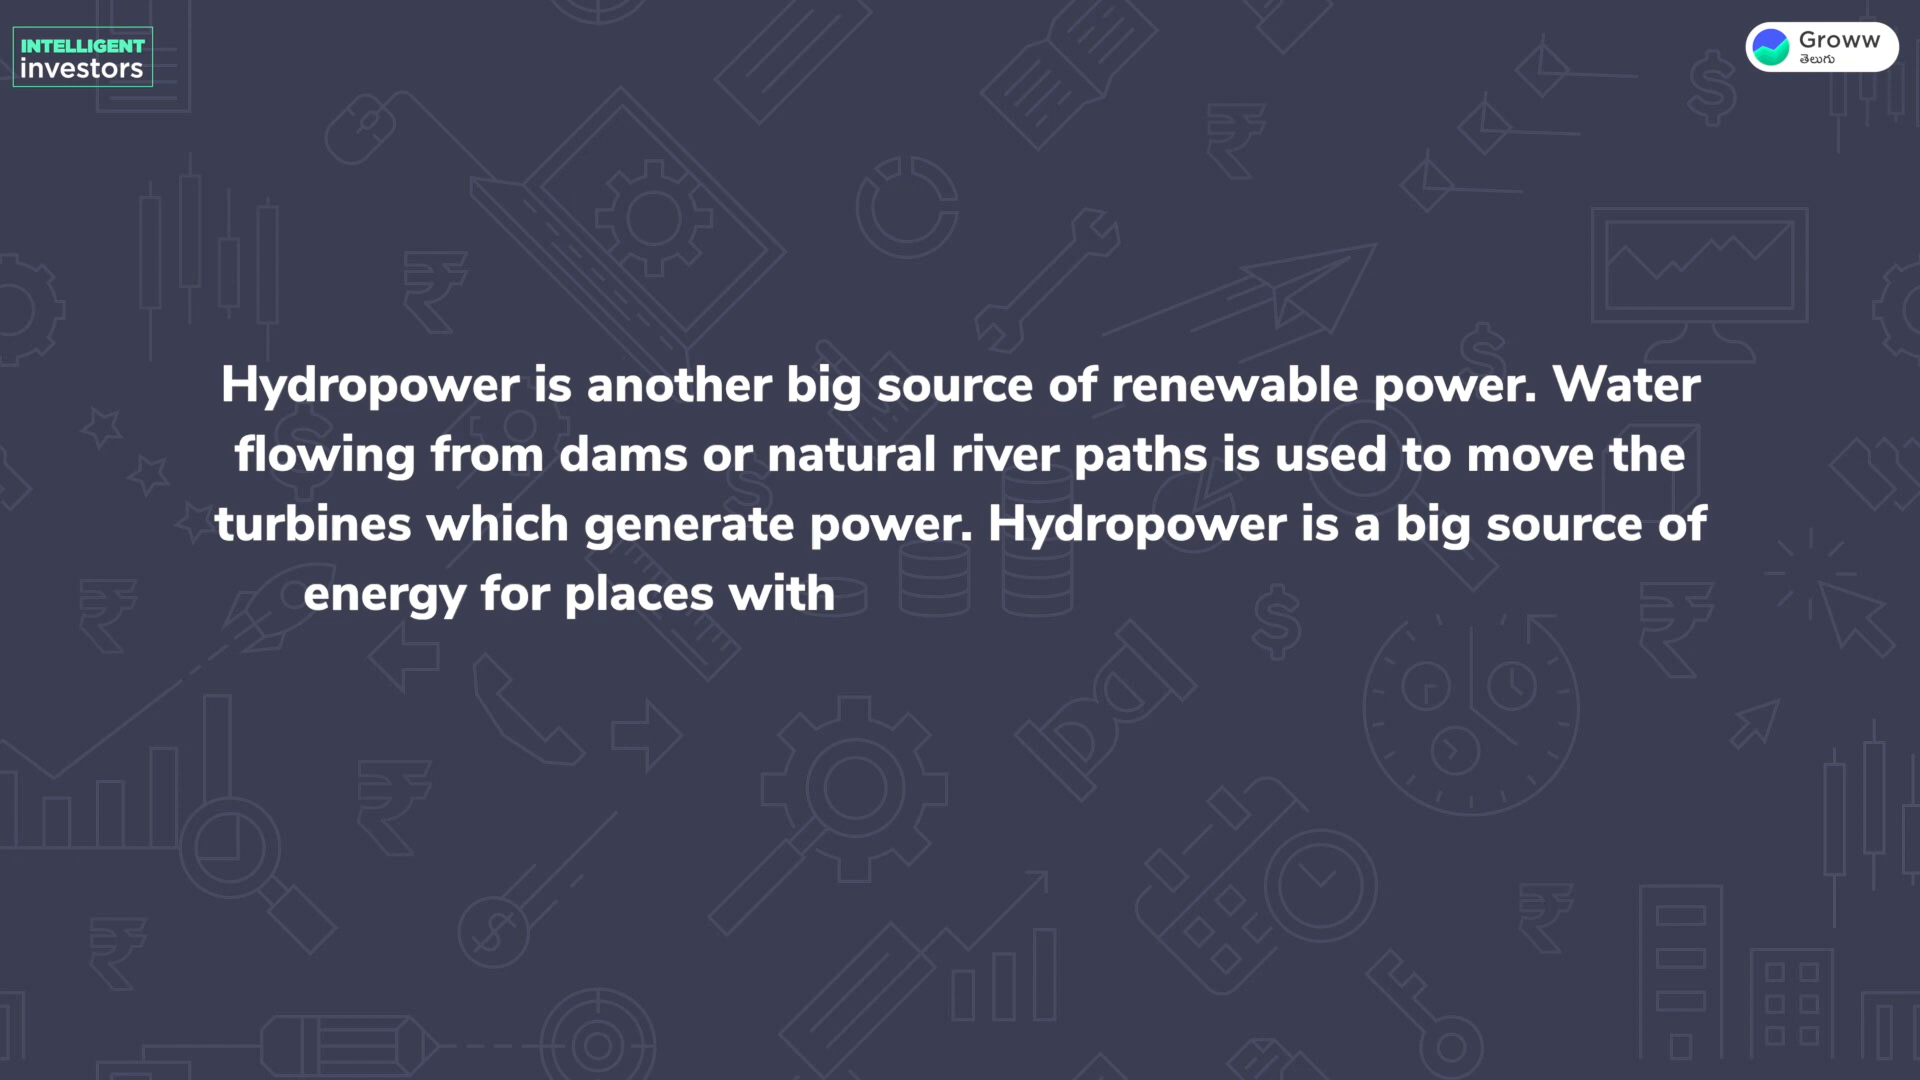 INTELLIGENT
investors
Groww
తెలుగు
Hydropower is another big source of renewable power. Water
flowing from dams or natural river paths is used to move the
turbines which generate power. Hydropower is a big source of
energy for places with